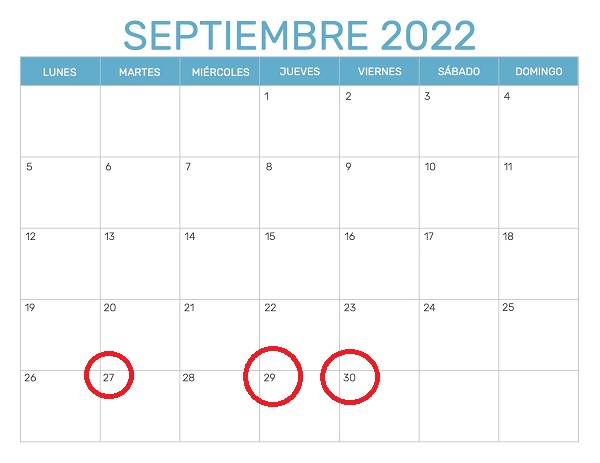 SEPTIEMBRE 2022
LUNES MARTES MIÉRCOLES JUEVES VIERNES SÁBADO DOMINGO
1 2 3 4
5 6 7 8 9 10 11
12 13 14 15 16 17 18
19 20 21 22 23 24 25
26 27 28 29 30